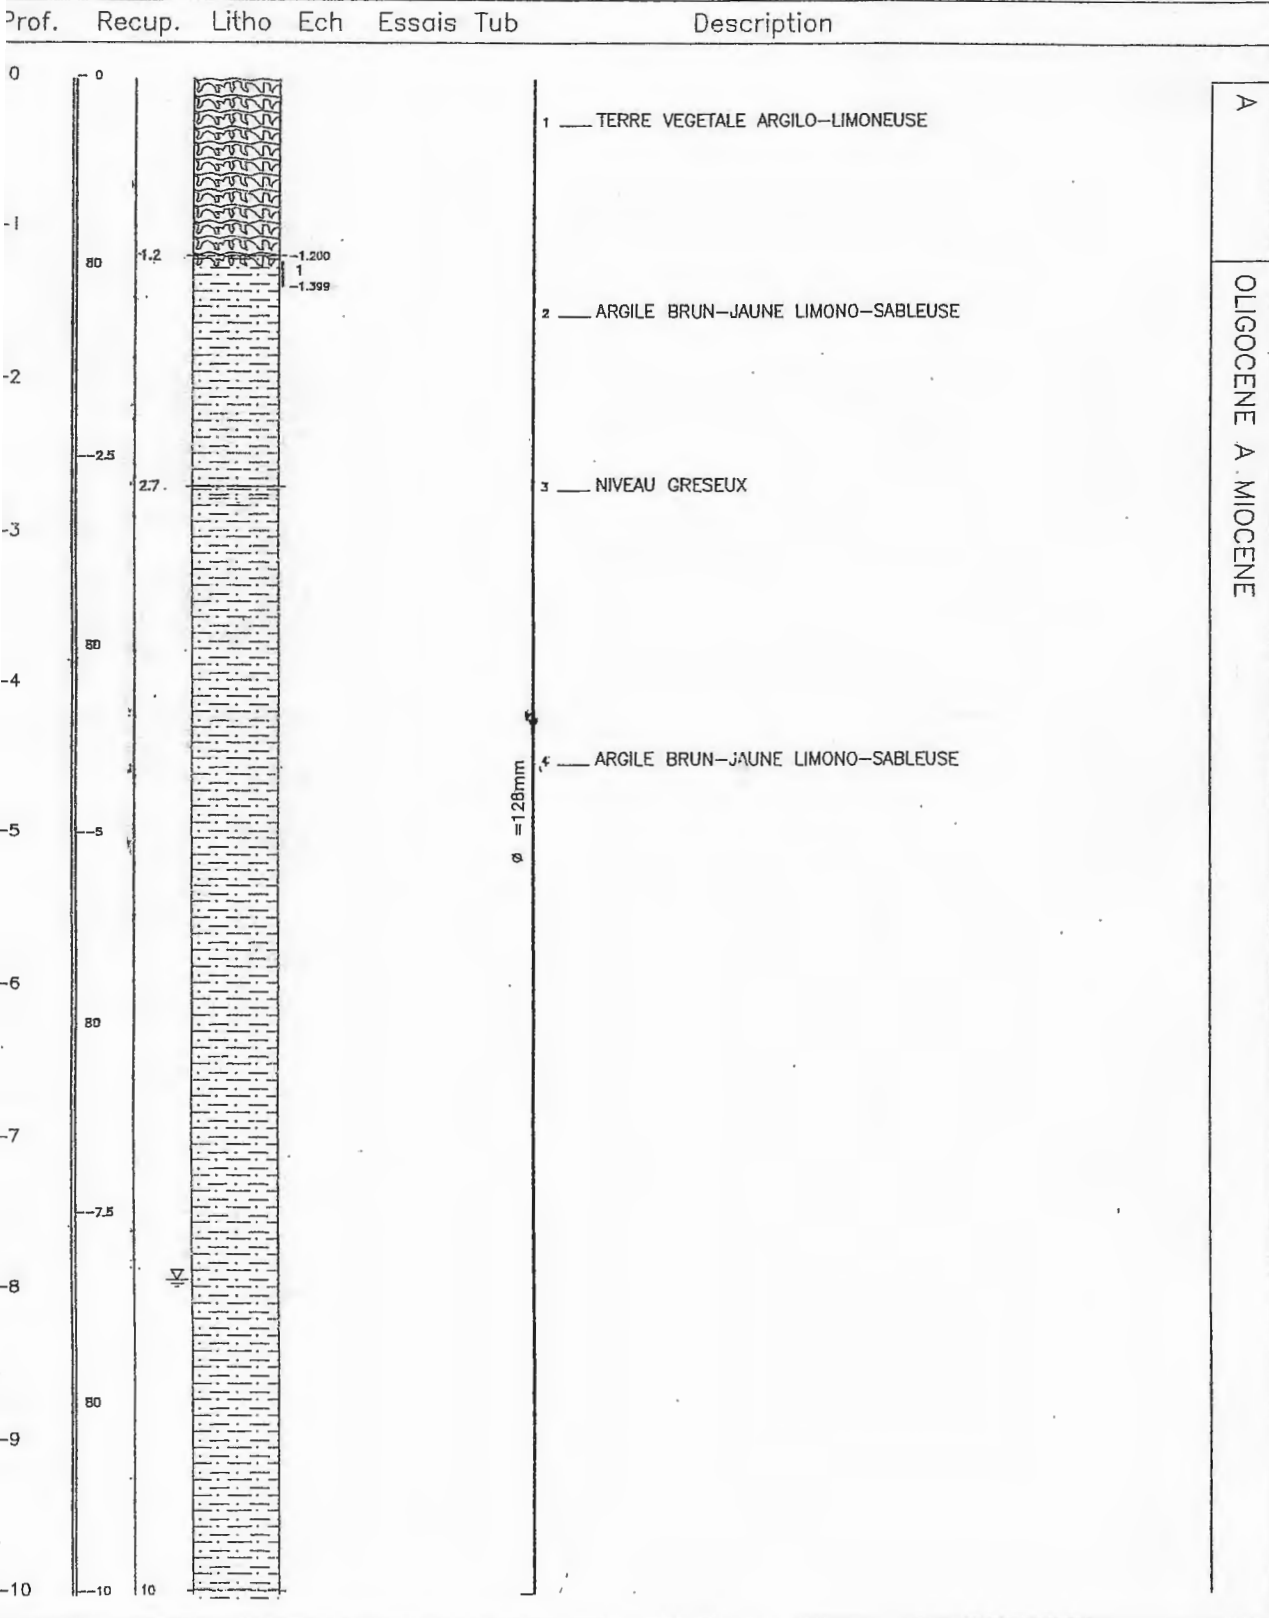 Prof. Recup. Litho Ech Essais Tub Description
0 0
A
1 TERRE VEGETALE ARGILO-LIMONEUSE
-1
80 1.2 -1.200
1
-1.399
OLIGOCENE A MIOCENE
2 ARGILE BRUN-JAUNE LIMONO-SABLEUSE
-2
-2.5
2.7 3 NIVEAU GRESEUX
-3
80
-4
4 ARGILE BRUN-JAUNE LIMONO-SABLEUSE
ø =128mm
-5 -5
-6
80
-7
-7.5
-8
80
-9
-10 -10 10